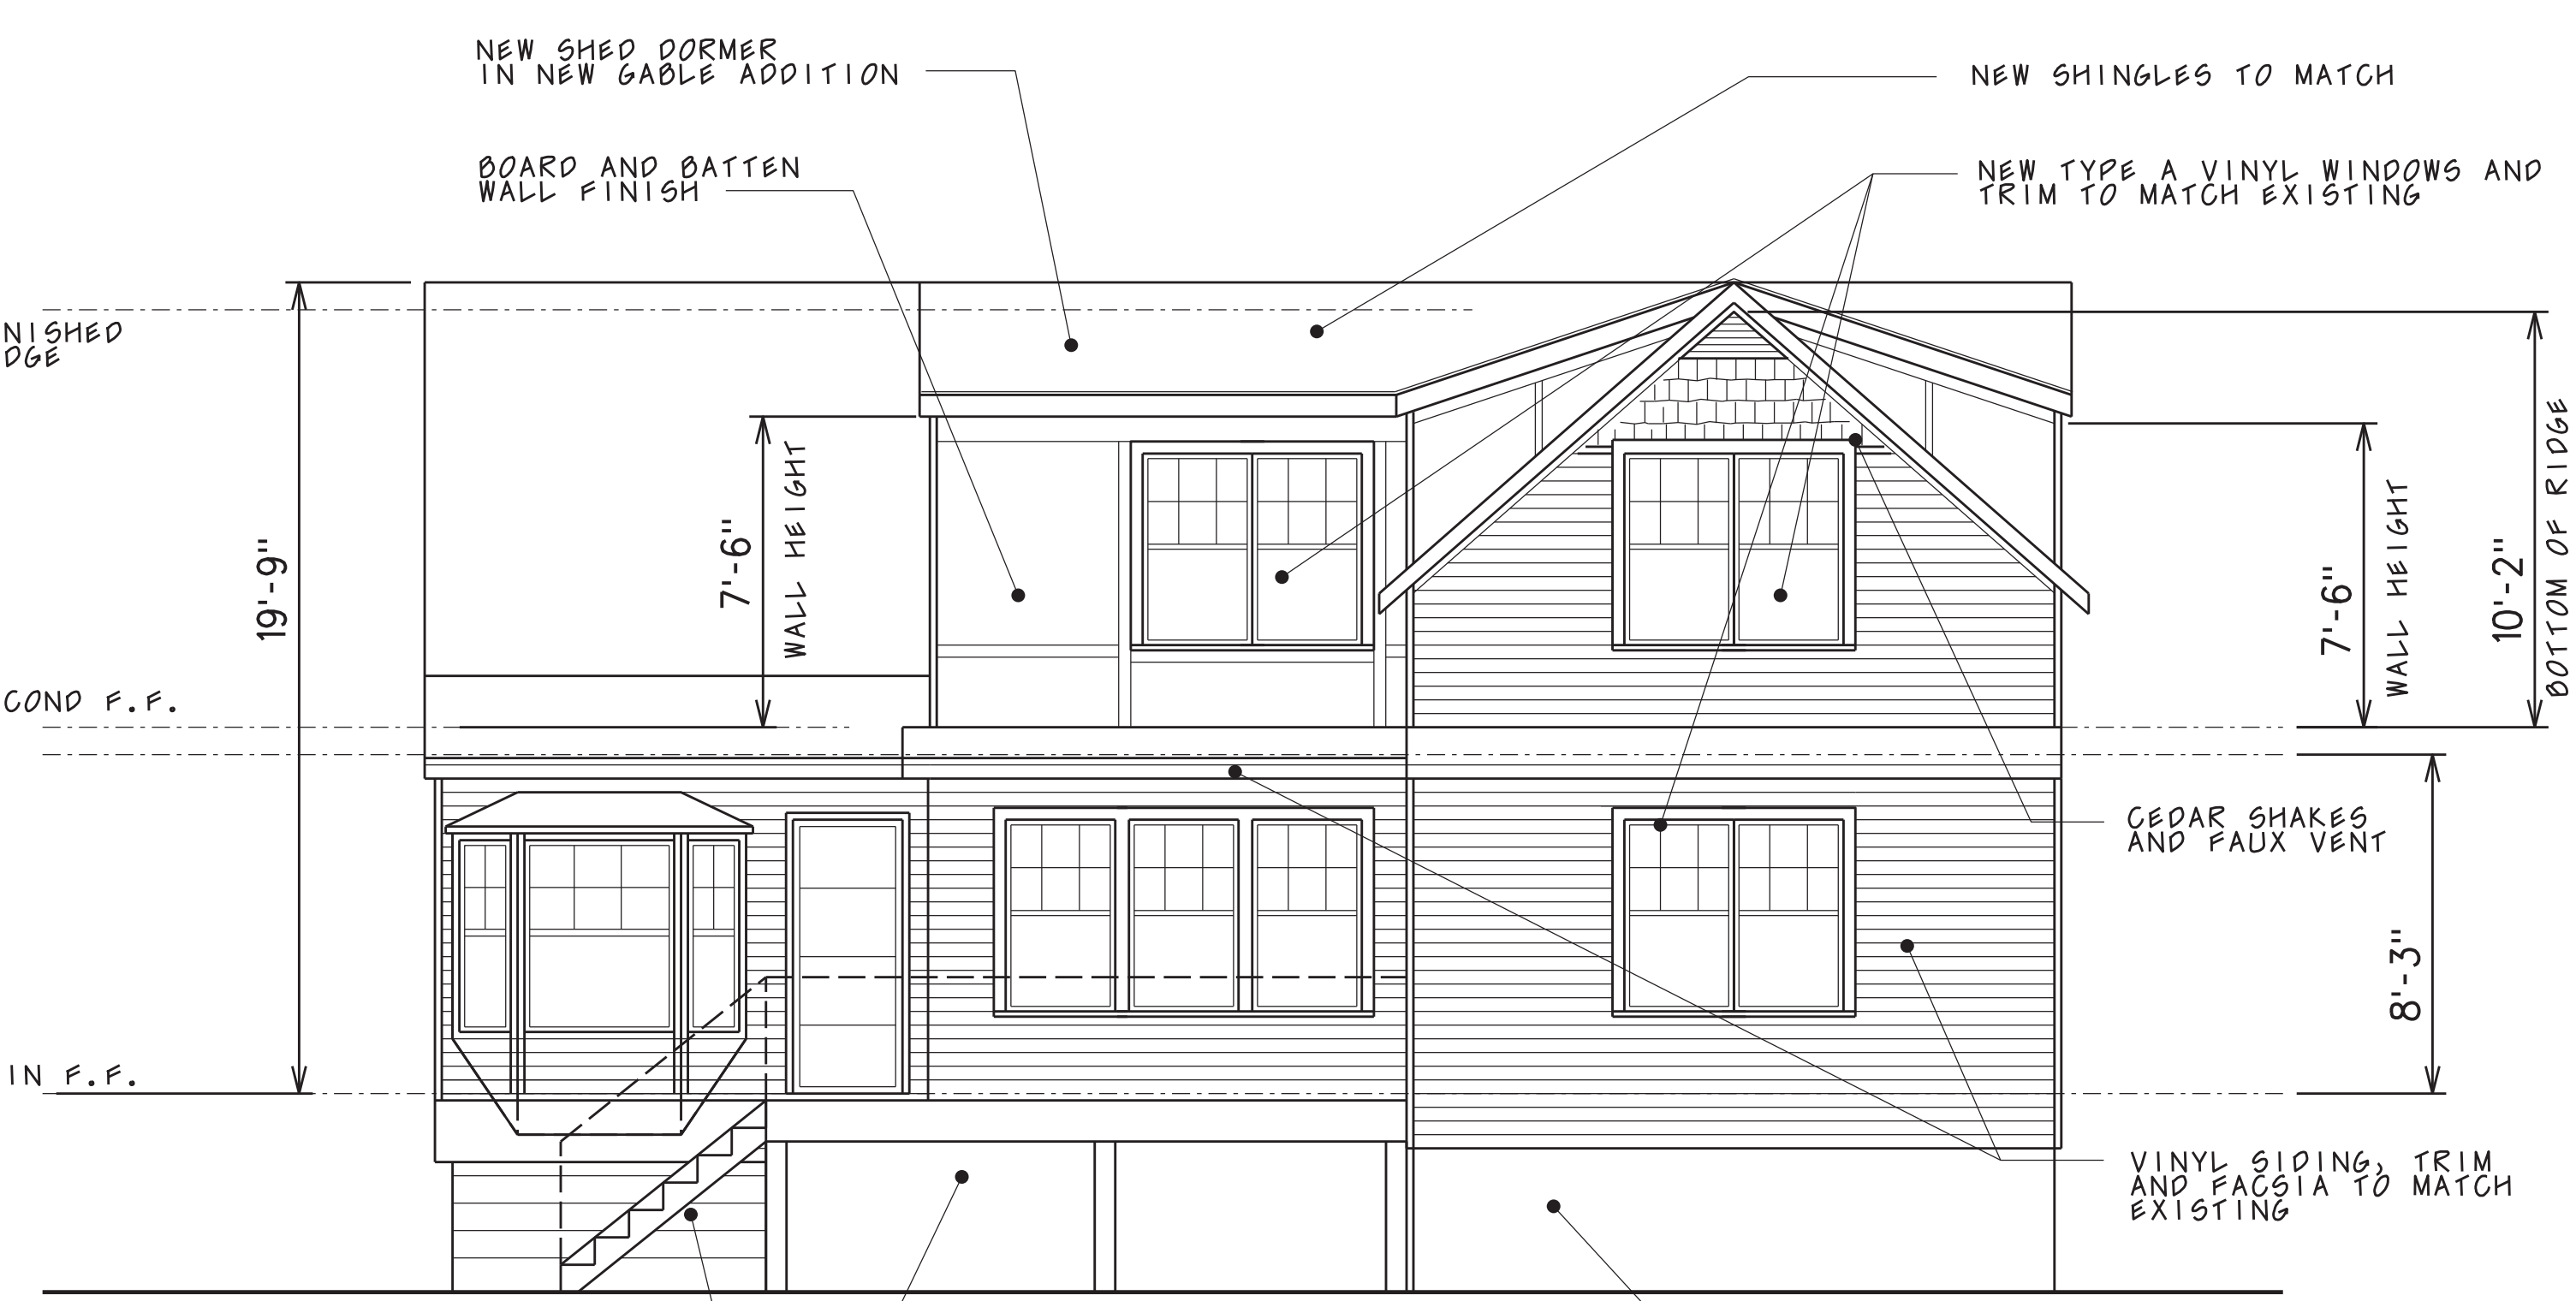 NEW SHED DORMER
IN NEW GABLE ADDITION
NEW SHINGLES TO MATCH
BOARD AND BATTEN
WALL FINISH
NEW TYPE A VINYL WINDOWS AND
TRIM TO MATCH EXISTING
NISHED
DGE
19'-9"
7'-6"
WALL HEIGHT
7'-6"
WALL HEIGHT
10'-2"
BOTTOM OF RIDGE
COND F.F.
CEDAR SHAKES
AND FAUX VENT
8'-3"
IN F.F.
VINYL SIDING, TRIM
AND FACSIA TO MATCH
EXISTING